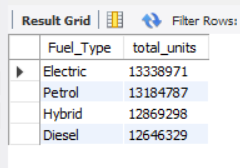 Result Grid Filter Rows:
Fuel_Type total_units
Electric 13338971
Petrol 13184787
Hybrid 12869298
Diesel 12646329